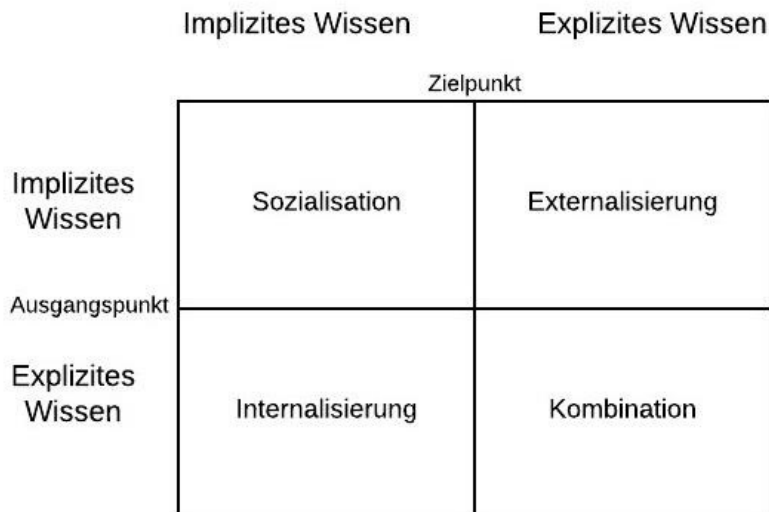 Implizites Wissen
Explizites Wissen
Zielpunkt
Implizites
Wissen
Sozialisation
Externalisierung
Ausgangspunkt
Explizites
Wissen
Internalisierung
Kombination